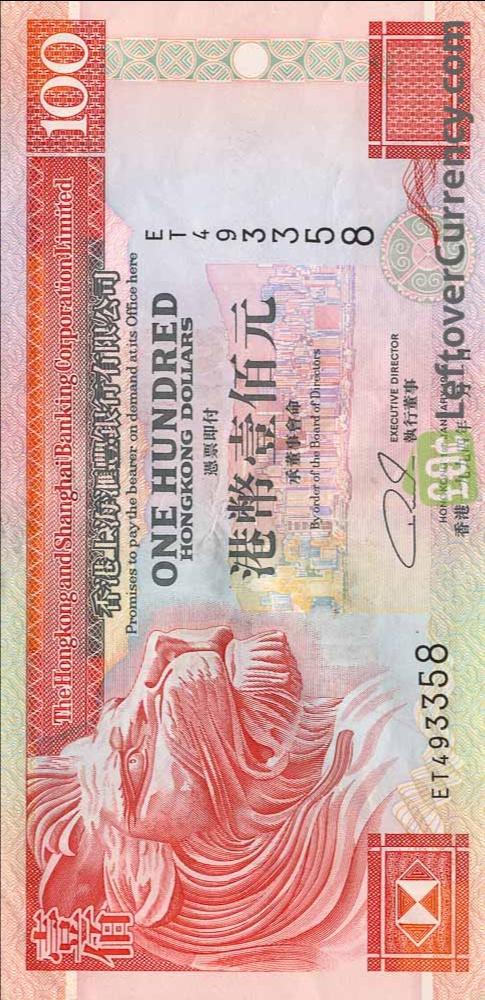 The Hongkong and Shanghai Banking Corporation Limited
100
香港上海滙豐銀行有限公司
Promises to pay the bearer on demand at its Office here
ET493358
ONE HUNDRED
HONGKONG DOLLARS
憑票即付
港幣壹佰元
承董事會命
By order of the Board of Directors
EXECUTIVE DIRECTOR
執行董事
ET493358
壹佰
LeftoverCurrency.com